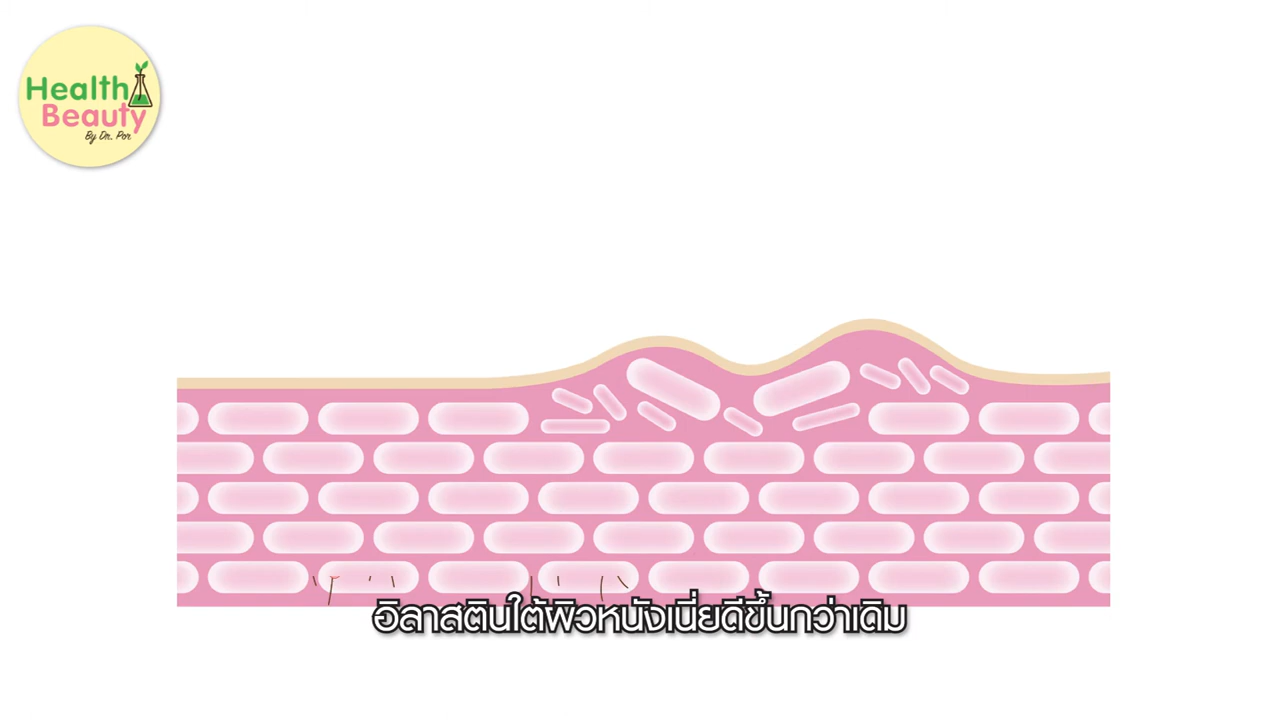 Health
Beauty
By Dr. Por
อิลาสตินใต้ผิวหนังเนี่ยดีขึ้นกว่าเดิม